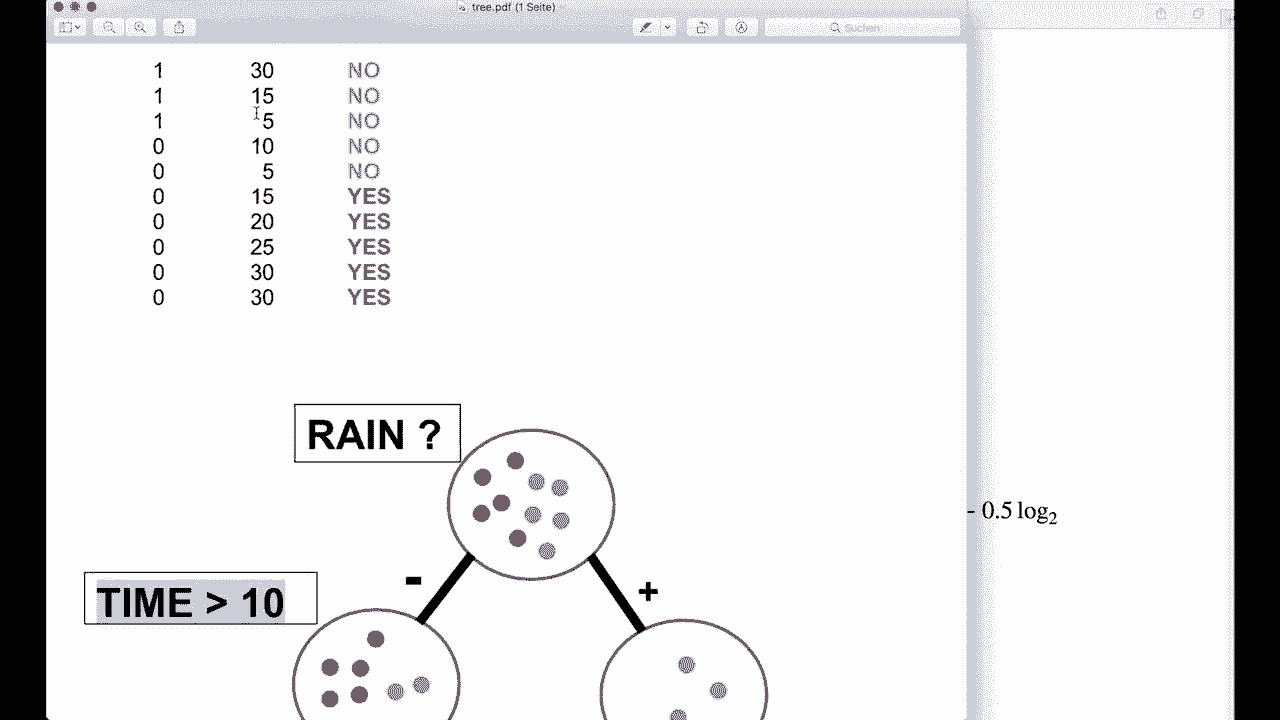 tree.pdf (1 Seite)
Suchen
1 30 NO
1 15 NO
1 5 NO
0 10 NO
0 5 NO
0 15 YES
0 20 YES
0 25 YES
0 30 YES
0 30 YES
RAIN ?
- 0.5 log₂
- +
TIME > 10